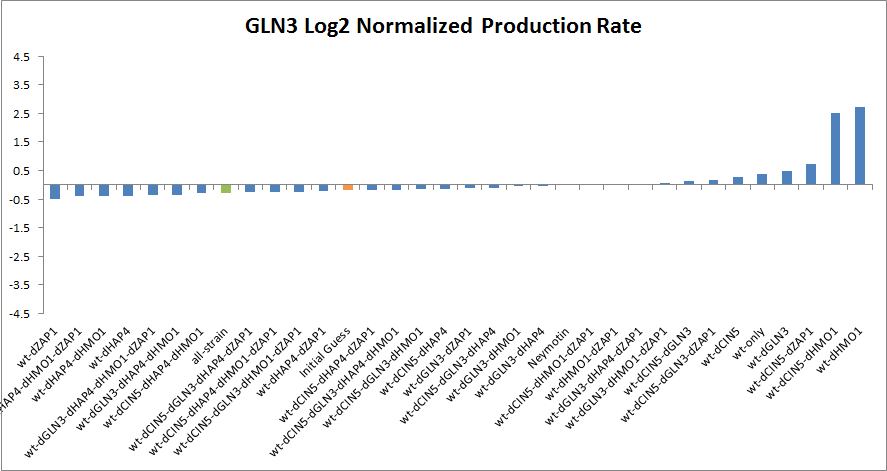 GLN3 Log2 Normalized Production Rate
4.5
3.5
2.5
1.5
0.5
-0.5
-1.5
-2.5
-3.5
-4.5
wt-dZAP1
HAP4-dHMO1-dZAP1
wt-dHAP4-dHMO1
wt-dHAP4
wt-dGLN3-dHAP4-dHMO1-dZAP1
wt-dGLN3-dHAP4-dHMO1
wt-dCIN5-dHAP4-dHMO1
all-strain
wt-dCIN5-dGLN3-dHAP4-dZAP1
wt-dCIN5-dHAP4-dHMO1-dZAP1
wt-dCIN5-dGLN3-dHMO1-dZAP1
wt-dHAP4-dZAP1
Initial Guess
wt-dCIN5-dHAP4-dZAP1
wt-dCIN5-dGLN3-dHAP4-dHMO1
wt-dCIN5-dGLN3-dHMO1
wt-dCIN5-dHAP4
wt-dGLN3-dZAP1
wt-dCIN5-dGLN3-dHAP4
wt-dGLN3-dHMO1
wt-dGLN3-dHAP4
Neymotin
wt-dCIN5-dHMO1-dZAP1
wt-dHMO1-dZAP1
wt-dGLN3-dHAP4-dZAP1
wt-dGLN3-dHMO1-dZAP1
wt-dCIN5-dGLN3
wt-dCIN5-dGLN3-dZAP1
wt-dCIN5
wt-only
wt-dGLN3
wt-dCIN5-dZAP1
wt-dCIN5-dHMO1
wt-dHMO1